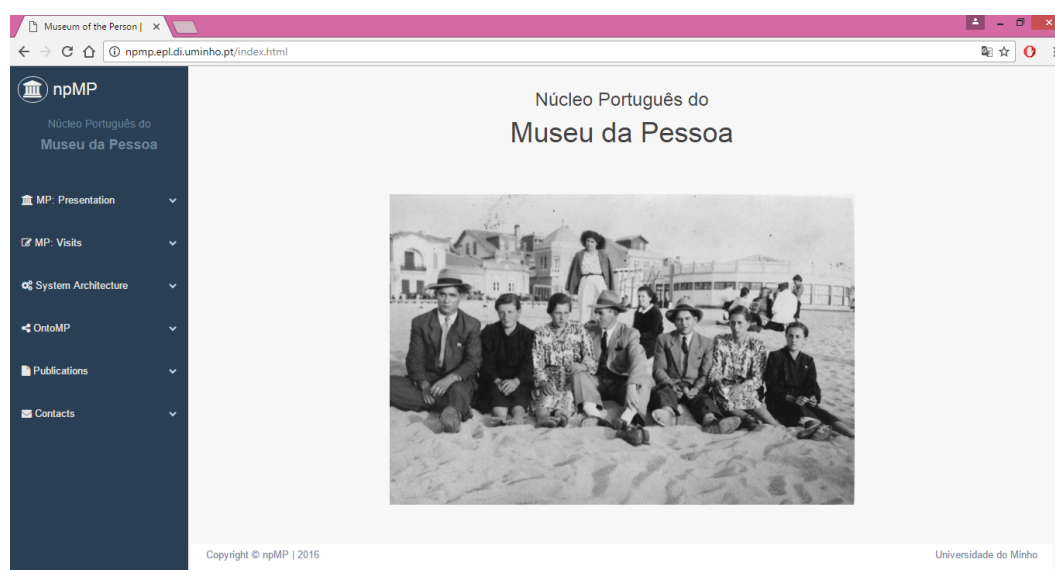 Museum of the Person |
npmp.epl.di.uminho.pt/index.html
npMP
Núcleo Português do
Museu da Pessoa
MP: Presentation
MP: Visits
System Architecture
OntoMP
Publications
Contacts
Núcleo Português do
Museu da Pessoa
Copyright © npMP | 2016
Universidade do Minho